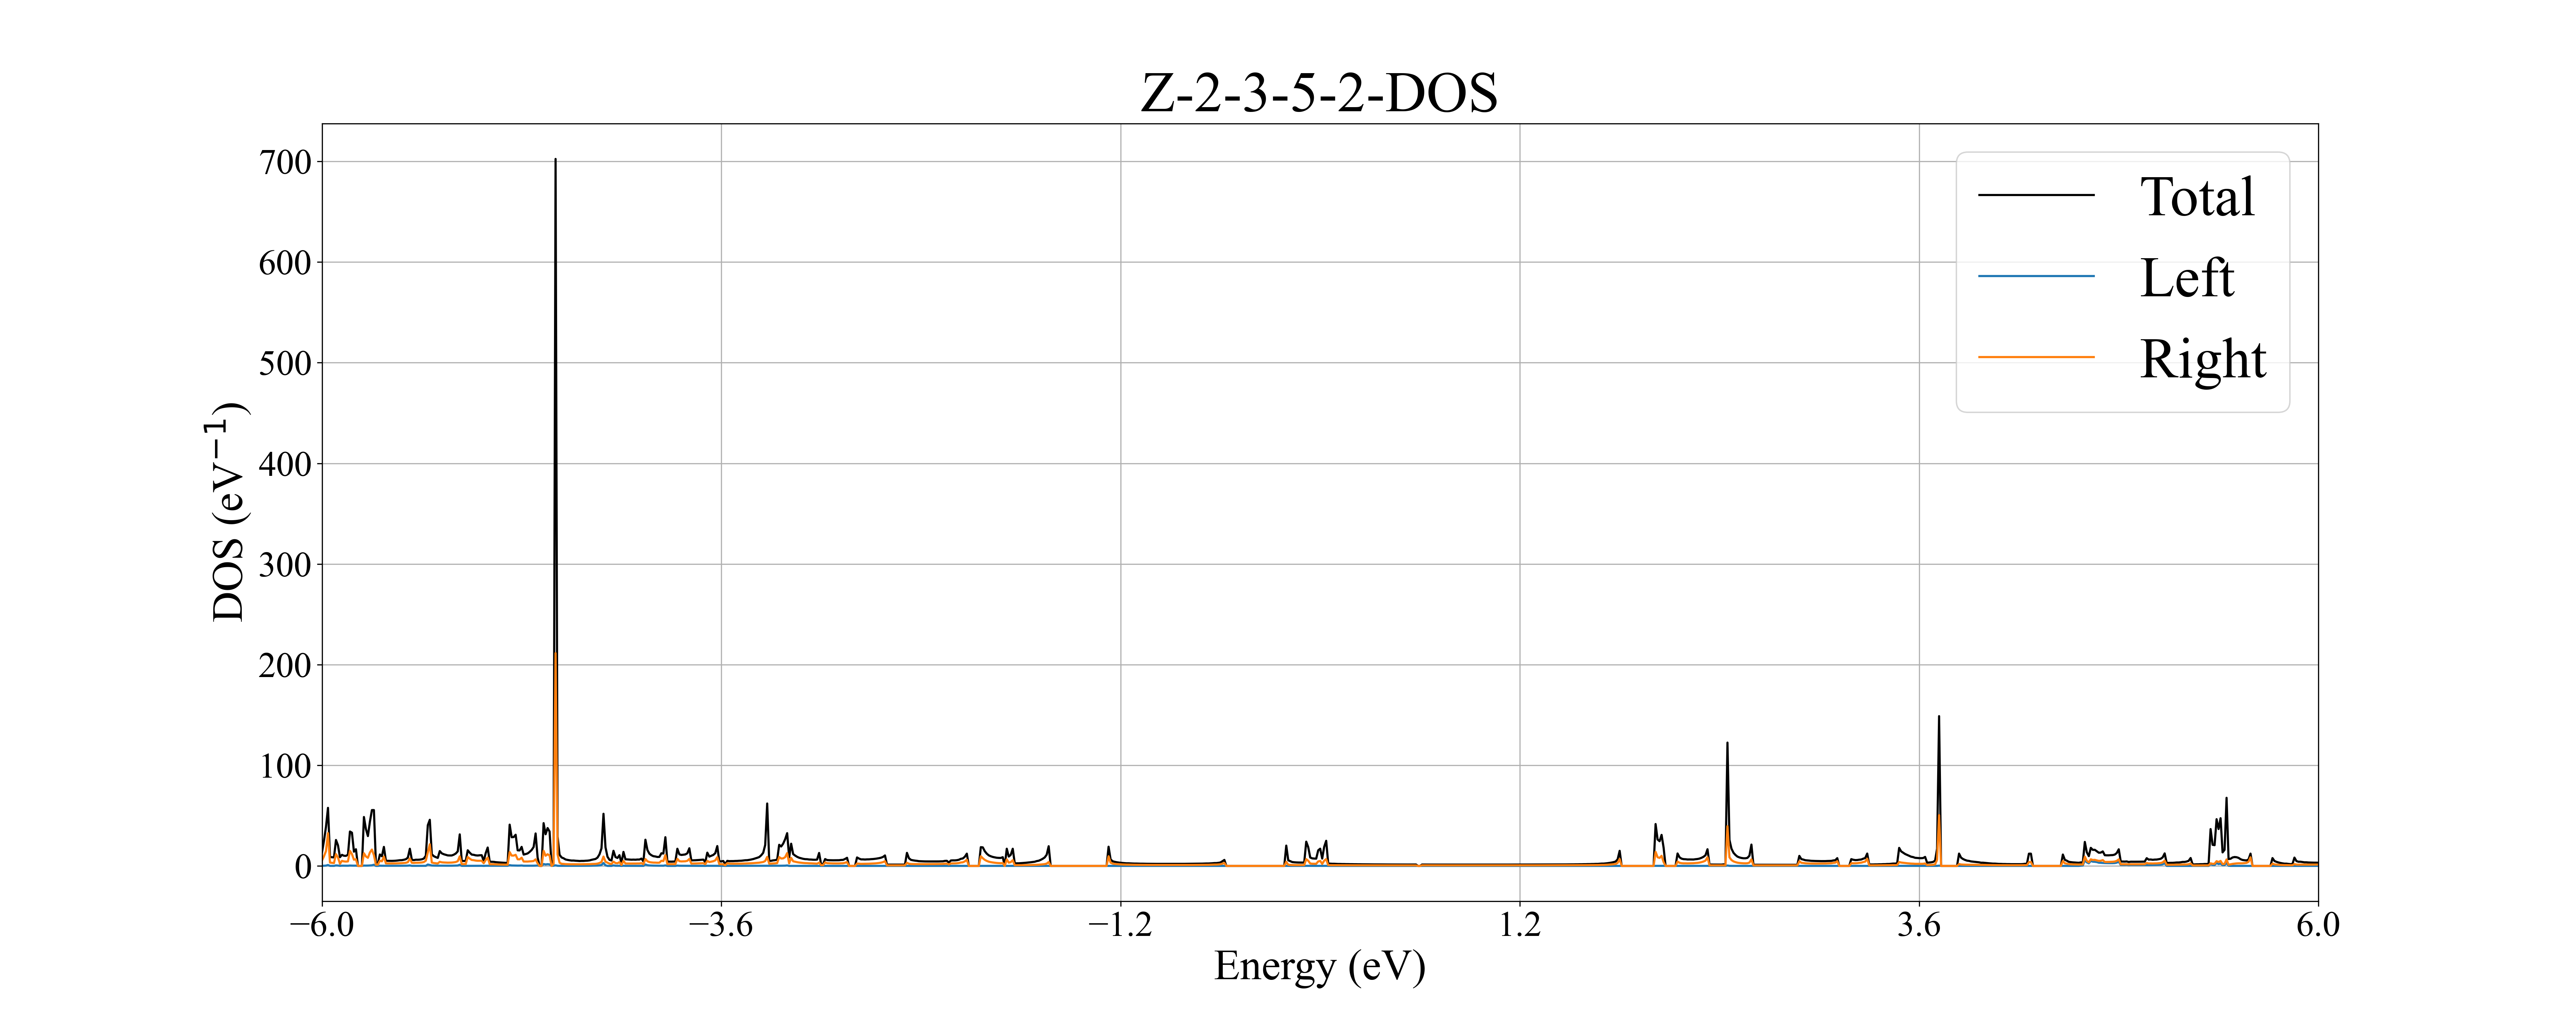 Z-2-3-5-2-DOS
Total
Left
Right
DOS (eV⁻¹)
700
600
500
400
300
200
100
0
−6.0
−3.6
−1.2
1.2
3.6
6.0
Energy (eV)